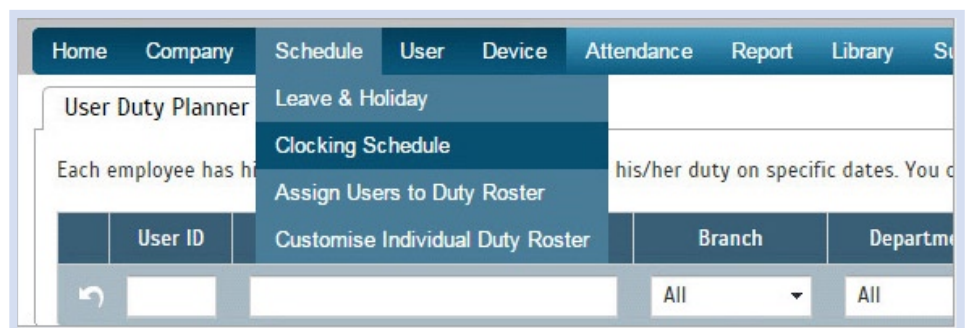 Home Company Schedule User Device Attendance Report Library
User Duty Planner
Leave & Holiday
Clocking Schedule
Each employee has his/her duty on specific dates. You
Assign Users to Duty Roster
User ID Customise Individual Duty Roster Branch
All All